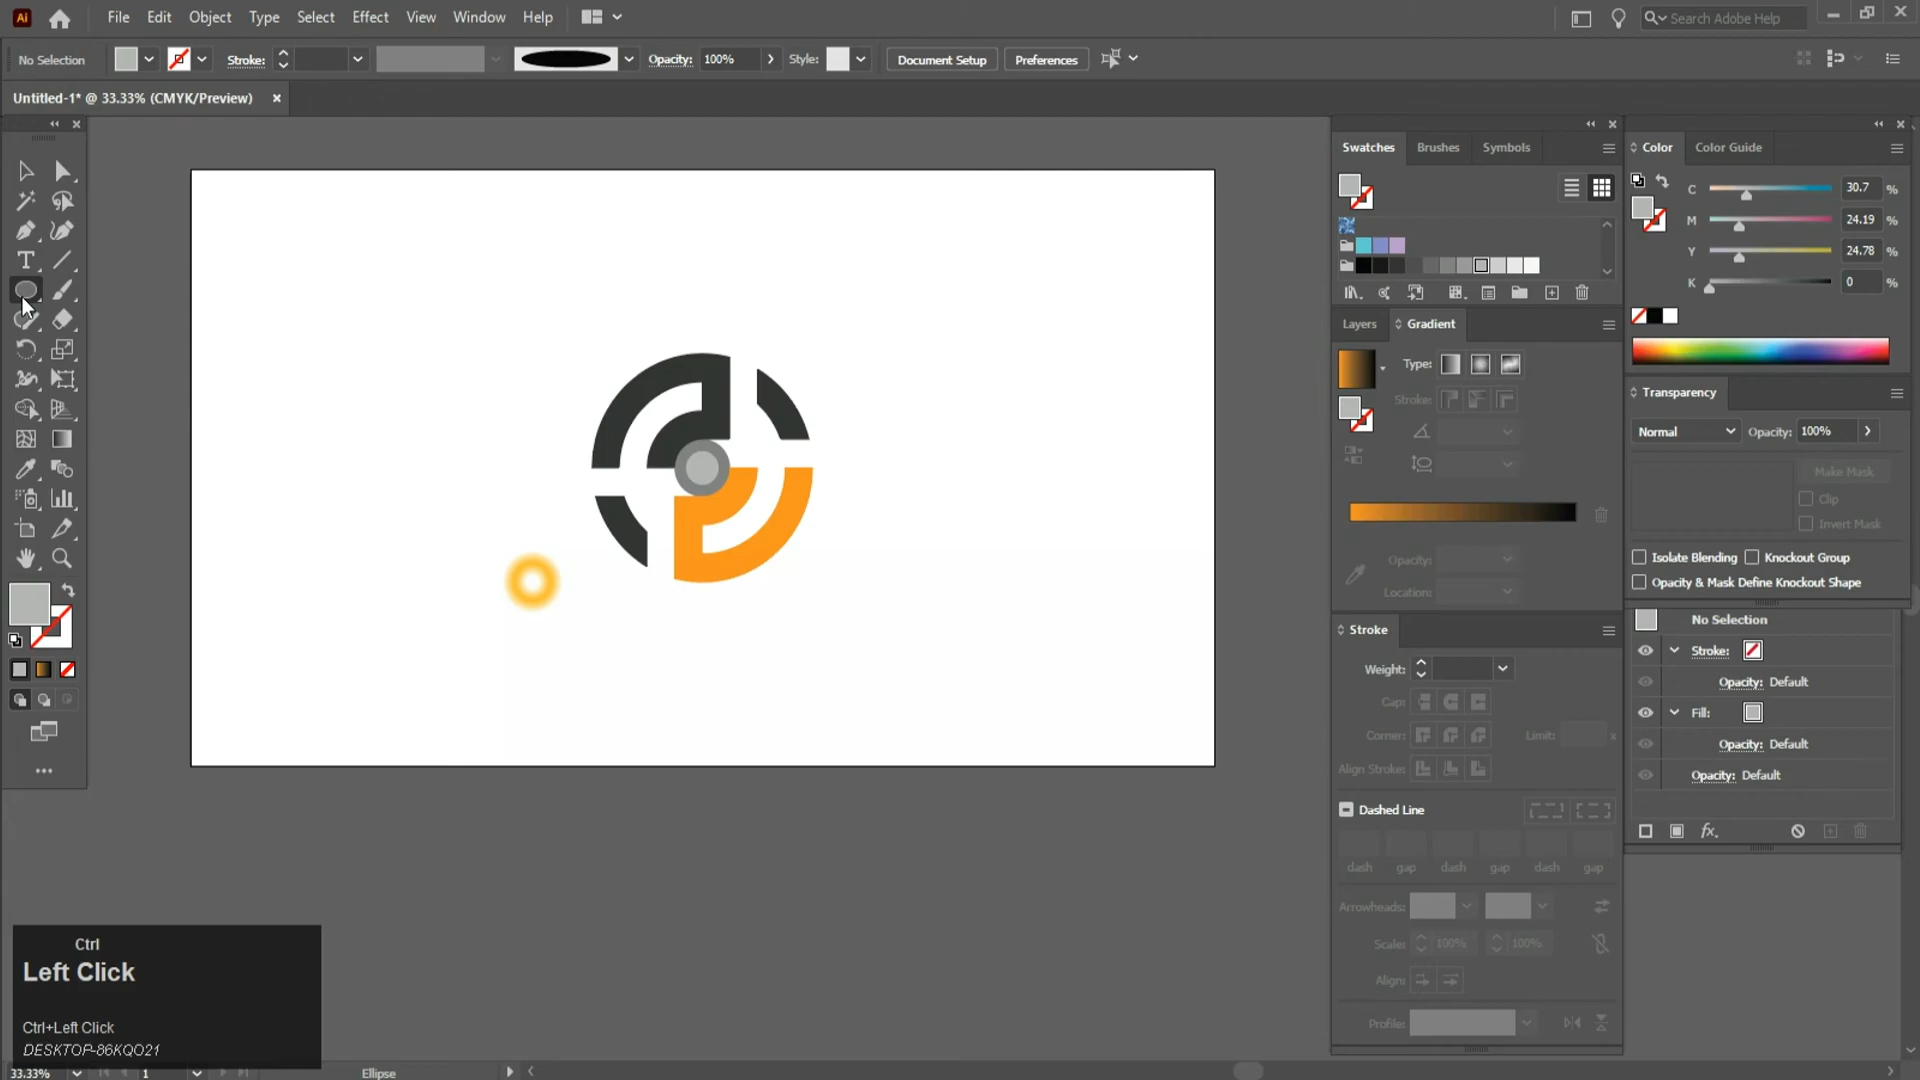 Ai File Edit Object Type Select Effect View Window Help Search Adobe Help
No Selection Stroke: Opacity: 100% Style: Document Setup Preferences
Untitled-1* @ 33.33% (CMYK/Preview)
Swatches Brushes Symbols
Color Color Guide
C 30.7 %
M 24.19 %
Y 24.78 %
K 0 %
Layers Gradient
Type:
Stroke:
Opacity:
Location:
Transparency
Normal Opacity: 100%
Make Mask
Clip
Invert Mask
Isolate Blending Knockout Group
Opacity & Mask Define Knockout Shape
No Selection
Stroke:
Opacity: Default
Fill:
Opacity: Default
Opacity: Default
fx.
Stroke
Weight:
Cap:
Corner: Limit: x
Align Stroke:
Dashed Line
dash gap dash gap dash gap
Arrowheads:
Scale: 100% 100%
Align:
Profile:
Ctrl
Left Click
Ctrl+Left Click
DESKTOP-86KQO21
33.33% 1 Ellipse